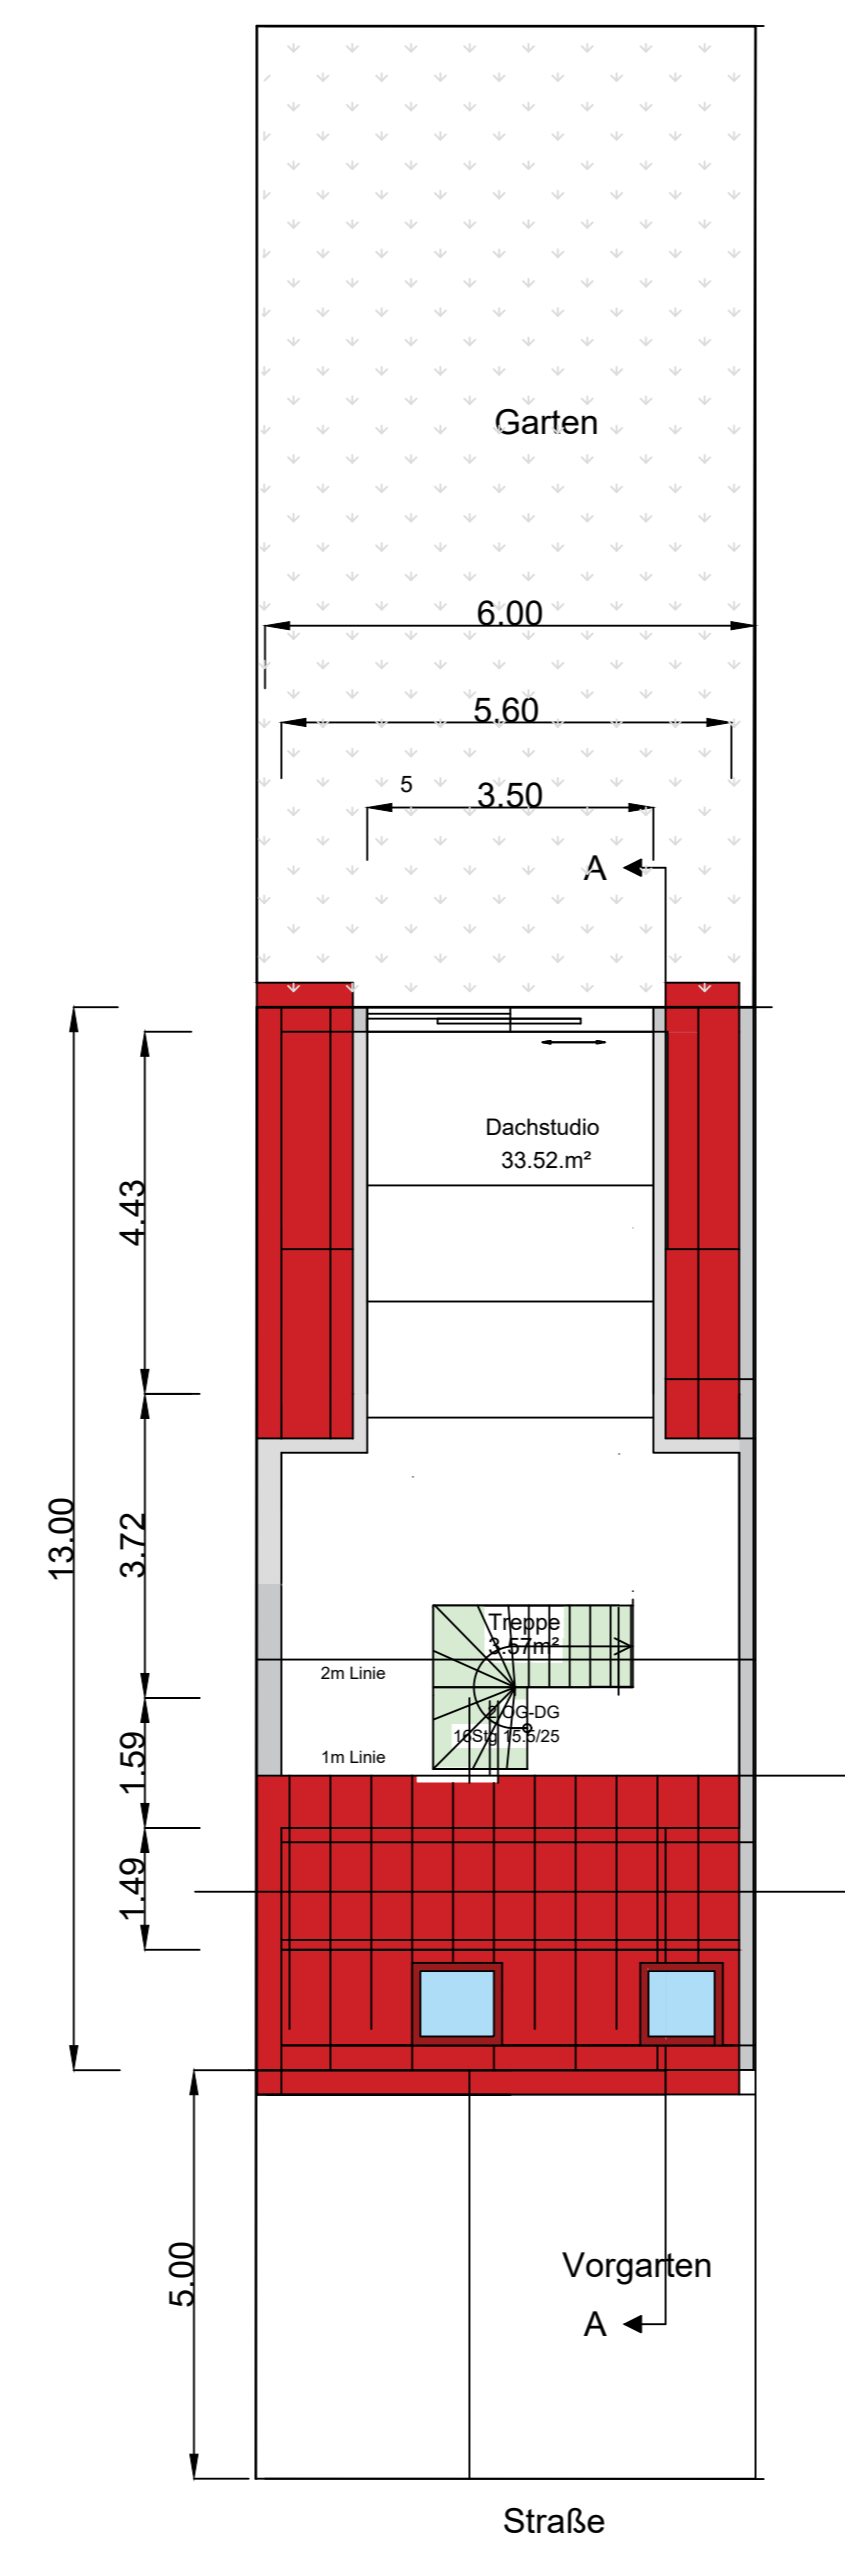 Garten
6.00
5.60
5
3.50
A
Dachstudio
33.52.m²
4.43
13.00
3.72
Treppe
3.57m²
2m Linie
2.OG-DG
16Stg 15.5/25
1m Linie
1.59
1.49
5.00
Vorgarten
A
Straße